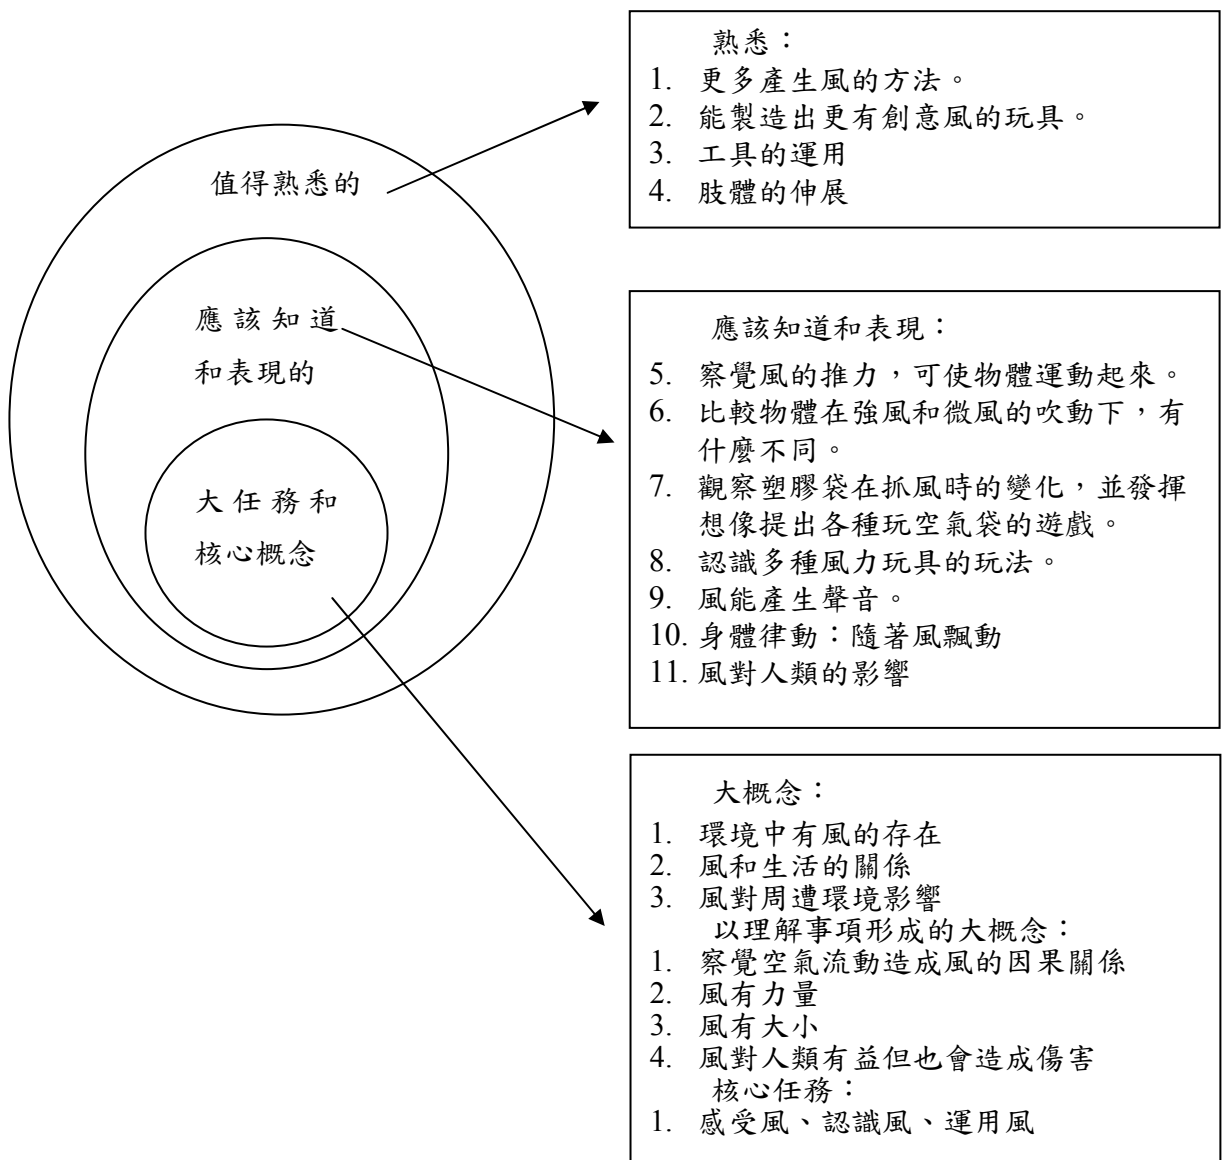 值得熟悉的
應該知道
和表現的
大任務和
核心概念
熟悉：
1. 更多產生風的方法。
2. 能製造出更有創意風的玩具。
3. 工具的運用
4. 肢體的伸展
應該知道和表現：
5. 察覺風的推力，可使物體運動起來。
6. 比較物體在強風和微風的吹動下，有
什麼不同。
7. 觀察塑膠袋在抓風時的變化，並發揮
想像提出各種玩空氣袋的遊戲。
8. 認識多種風力玩具的玩法。
9. 風能產生聲音。
10. 身體律動：隨著風飄動
11. 風對人類的影響
大概念：
1. 環境中有風的存在
2. 風和生活的關係
3. 風對周遭環境影響
以理解事項形成的大概念：
1. 察覺空氣流動造成風的因果關係
2. 風有力量
3. 風有大小
4. 風對人類有益但也會造成傷害
核心任務：
1. 感受風、認識風、運用風